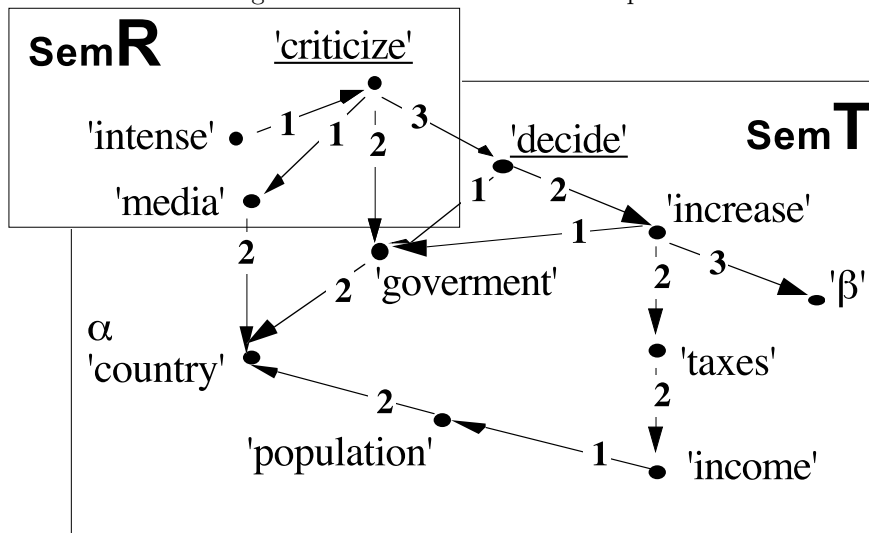 SemR
'criticize'
3
'intense'
1
1
2
'decide'
SemT
'media'
1
2
'increase'
2
1
'goverment'
2
3
2
'β'
α
'country'
'taxes'
2
2
'population'
1
'income'